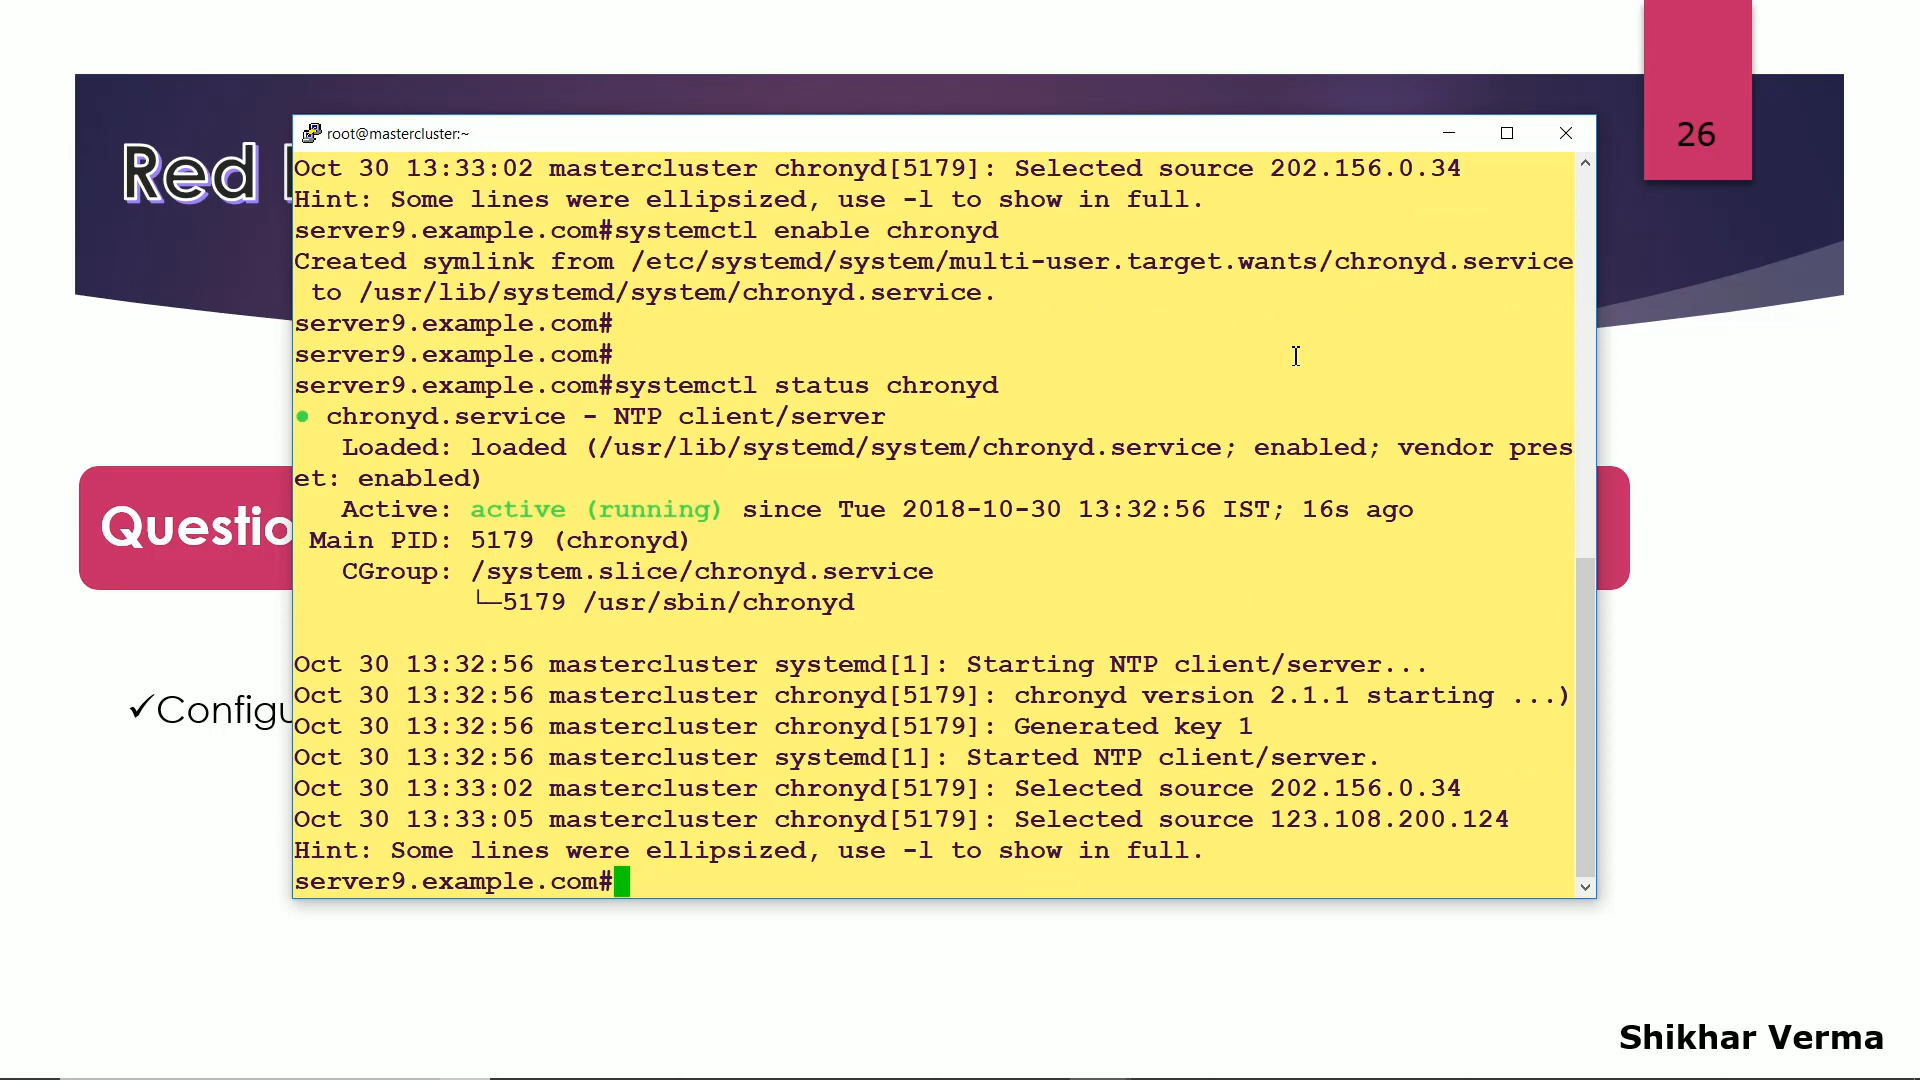 26
Red
root@mastercluster:~
Oct 30 13:33:02 mastercluster chronyd[5179]: Selected source 202.156.0.34
Hint: Some lines were ellipsized, use -l to show in full.
server9.example.com#systemctl enable chronyd
Created symlink from /etc/systemd/system/multi-user.target.wants/chronyd.service
 to /usr/lib/systemd/system/chronyd.service.
server9.example.com#
server9.example.com#
server9.example.com#systemctl status chronyd
● chronyd.service - NTP client/server
   Loaded: loaded (/usr/lib/systemd/system/chronyd.service; enabled; vendor pres
et: enabled)
   Active: active (running) since Tue 2018-10-30 13:32:56 IST; 16s ago
 Main PID: 5179 (chronyd)
   CGroup: /system.slice/chronyd.service
           └─5179 /usr/sbin/chronyd
Oct 30 13:32:56 mastercluster systemd[1]: Starting NTP client/server...
Oct 30 13:32:56 mastercluster chronyd[5179]: chronyd version 2.1.1 starting ...)
Oct 30 13:32:56 mastercluster chronyd[5179]: Generated key 1
Oct 30 13:32:56 mastercluster systemd[1]: Started NTP client/server.
Oct 30 13:33:02 mastercluster chronyd[5179]: Selected source 202.156.0.34
Oct 30 13:33:05 mastercluster chronyd[5179]: Selected source 123.108.200.124
Hint: Some lines were ellipsized, use -l to show in full.
server9.example.com#
Questio
✓Configu
Shikhar Verma